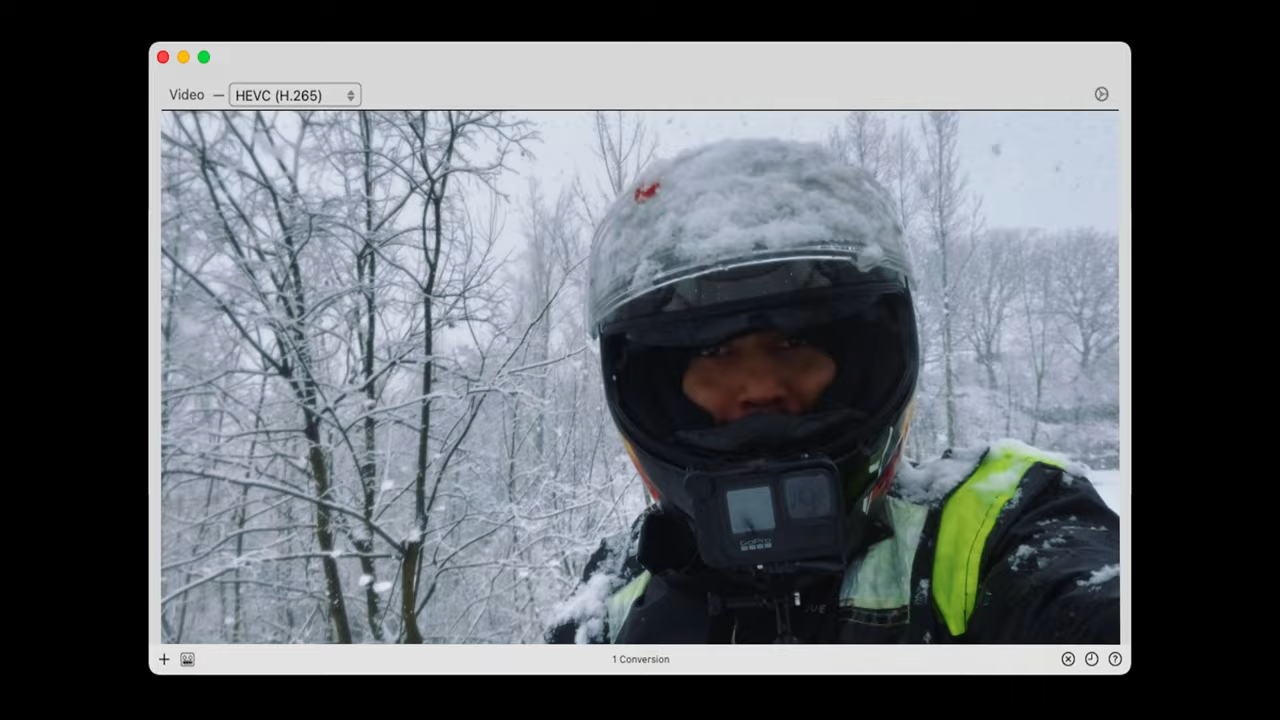 Video — HEVC (H.265)
GoPro
1 Conversion